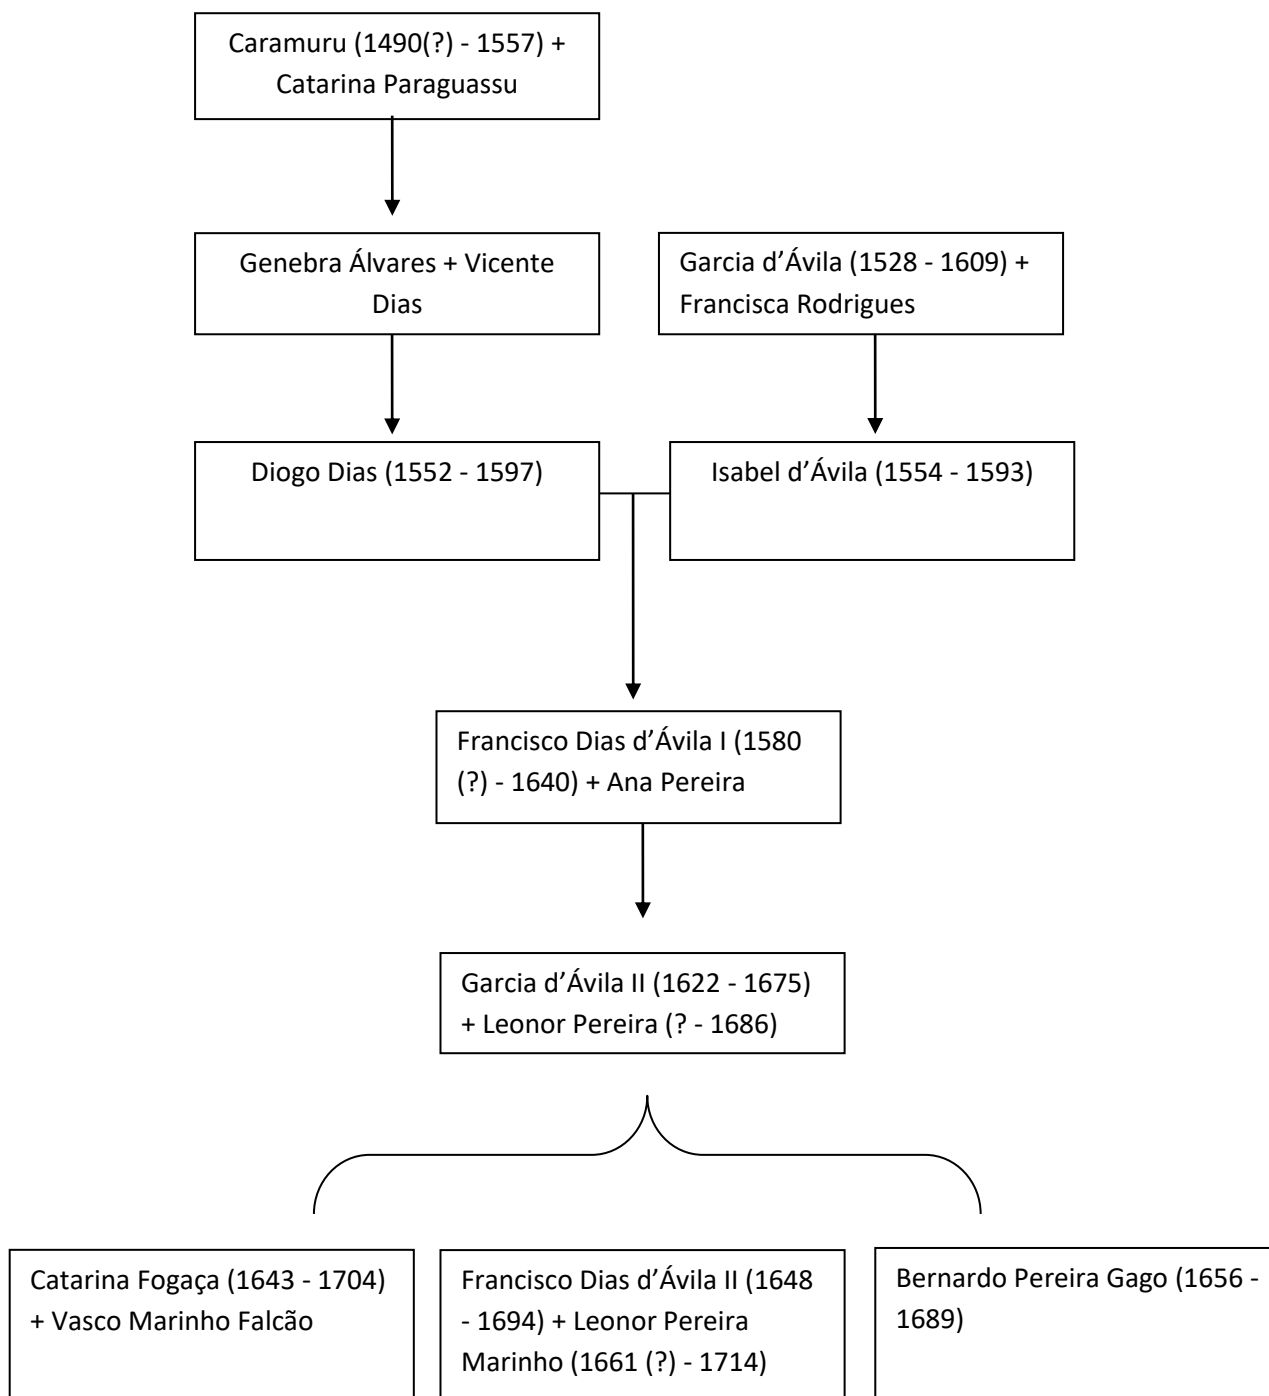 Caramuru (1490(?) - 1557) +
Catarina Paraguassu
Genebra Álvares + Vicente
Dias
Garcia d’Ávila (1528 - 1609) +
Francisca Rodrigues
Diogo Dias (1552 - 1597)
Isabel d’Ávila (1554 - 1593)
Francisco Dias d’Ávila I (1580
(?) - 1640) + Ana Pereira
Garcia d’Ávila II (1622 - 1675)
+ Leonor Pereira (? - 1686)
Catarina Fogaça (1643 - 1704)
+ Vasco Marinho Falcão
Francisco Dias d’Ávila II (1648
- 1694) + Leonor Pereira
Marinho (1661 (?) - 1714)
Bernardo Pereira Gago (1656 -
1689)